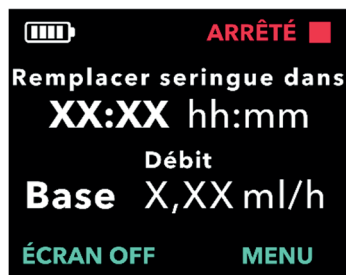 ARRÊTÉ
Remplacer seringue dans
XX:XX hh:mm
Débit
Base X,XX ml/h
ÉCRAN OFF MENU